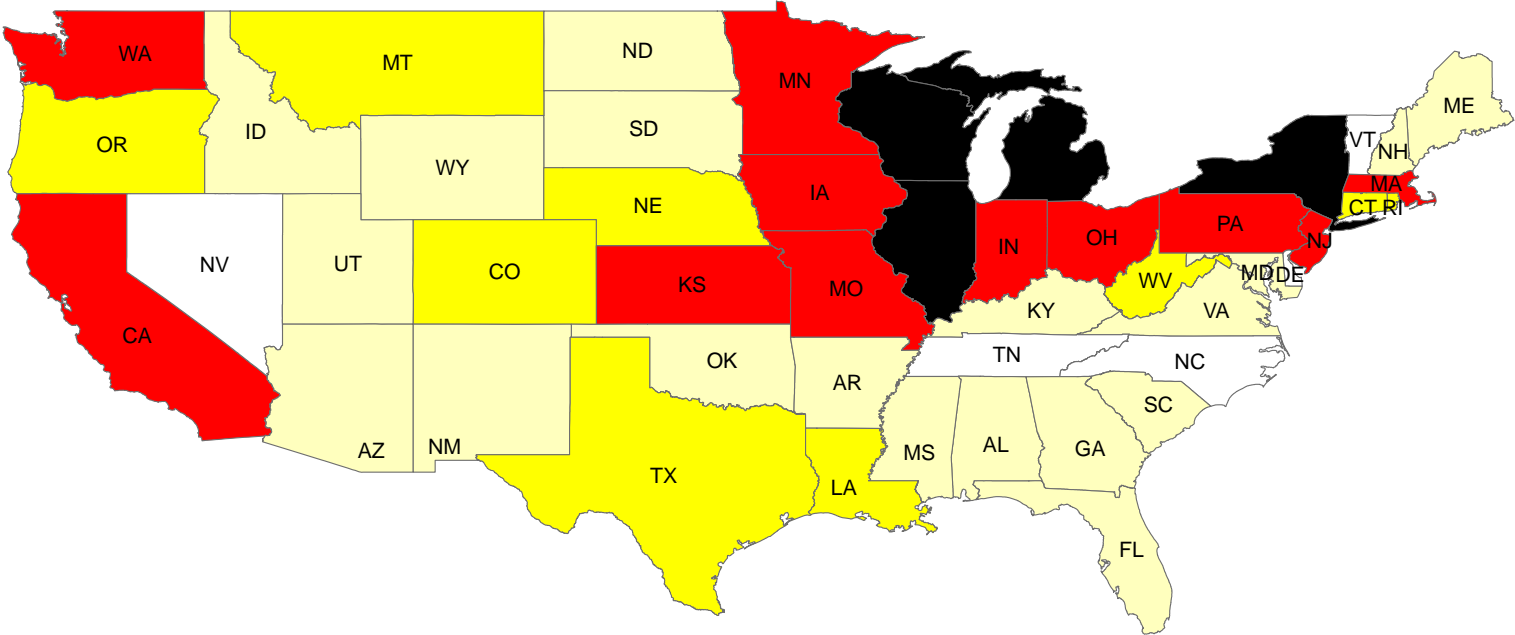 WA
MT
ND
MN
OR
ID
WY
SD
NE
IA
NV
UT
CO
KS
MO
CA
AZ
NM
OK
AR
TX
LA
IN
OH
PA
NJ
WV
KY
VA
MD
DE
TN
NC
SC
MS
AL
GA
FL
VT
NH
ME
MA
CT
RI